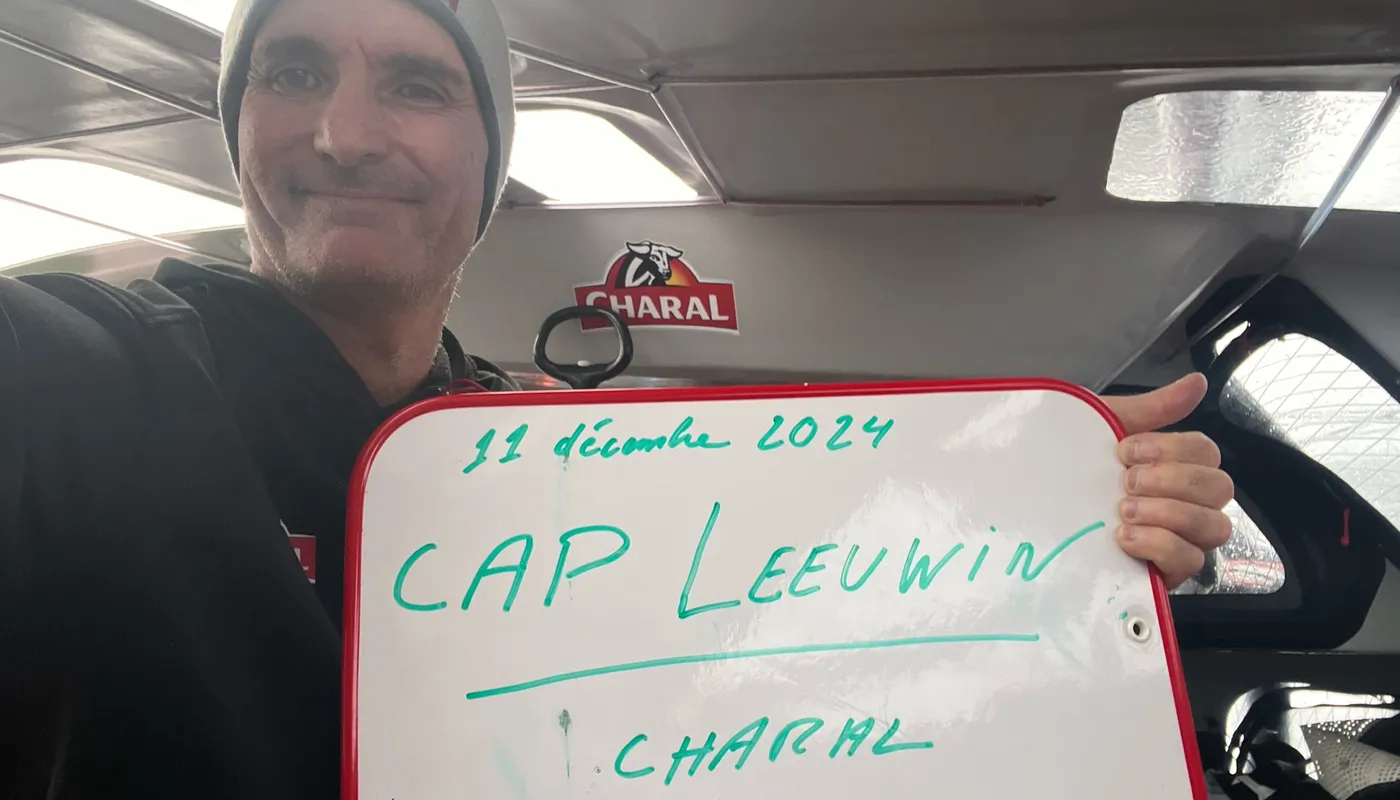 CHARAL
11 décembre 2024
CAP LEEUWIN
CHARAL